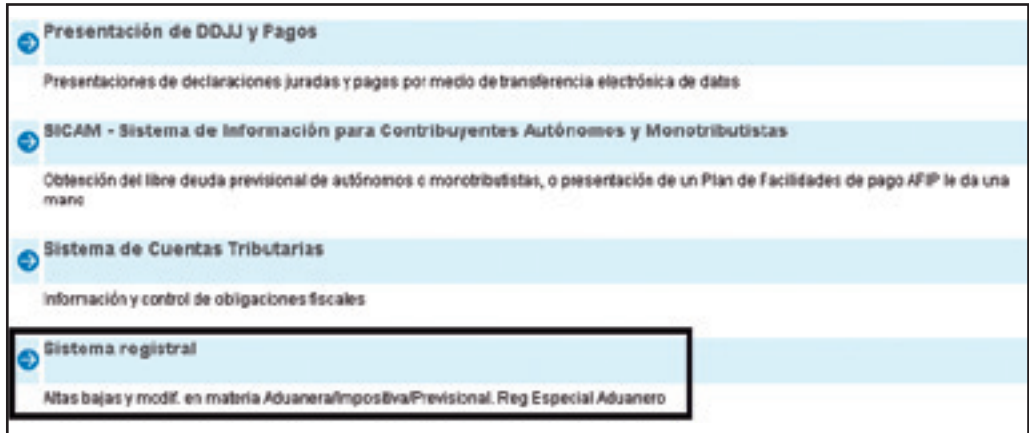 Presentación de DDJJ y Pagos
Presentaciones de declaraciones juradas y pagos por medio de transferencia electrónica de datos
SICAM - Sistema de Información para Contribuyentes Autónomos y Monotributistas
Obtención del libre deuda previsional de autónomos o monotributistas, o presentación de un Plan de Facilidades de pago AFIP le da una
mano
Sistema de Cuentas Tributarias
Información y control de obligaciones fiscales
Sistema registral
Altas bajas y modif. en materia Aduanera/Impositiva/Previsional. Reg Especial Aduanero